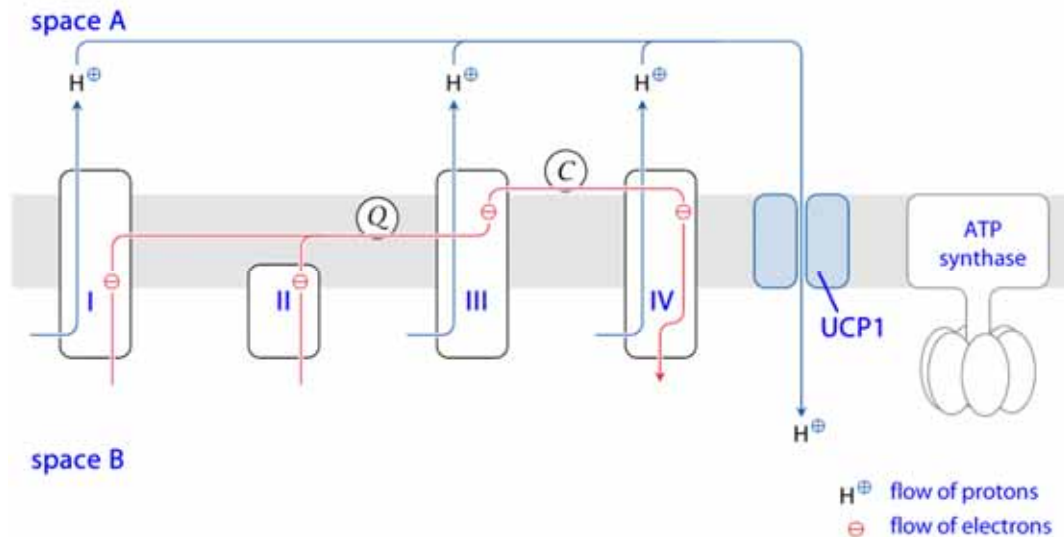 space A
H⊕
H⊕
H⊕
C
Q
ATP
synthase
I
II
III
IV
UCP1
H⊕
space B
H⊕ flow of protons
⊖ flow of electrons